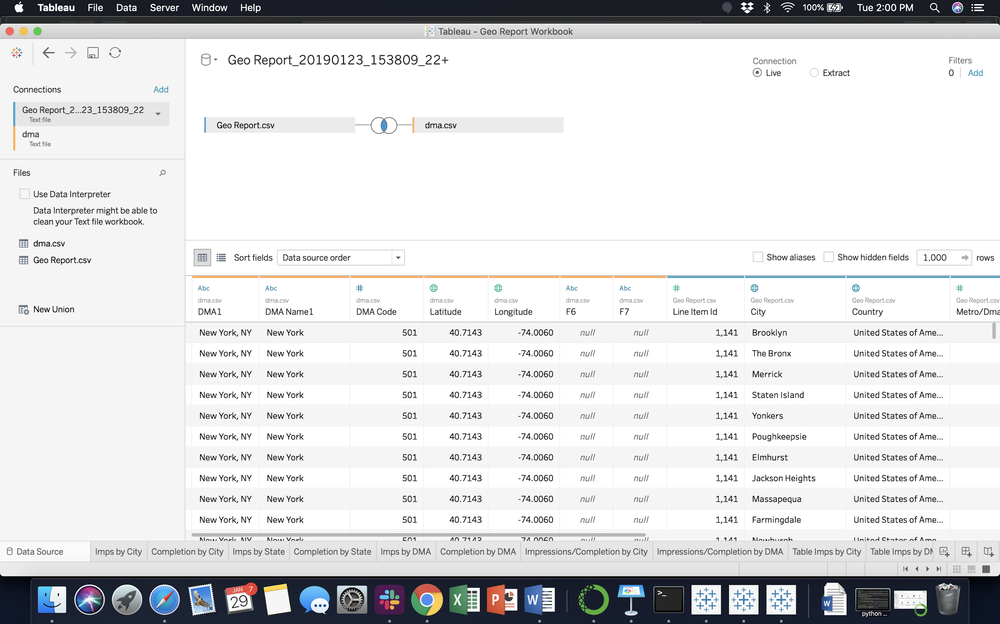 Tableau File Data Server Window Help 100% Tue 2:00 PM
Tableau - Geo Report Workbook
Geo Report_20190123_153809_22+
Connection
Live Extract
Filters
0 Add
Connections Add
Geo Report_2...23_153809_22
Text file
dma
Text file
Geo Report.csv dma.csv
Files
Use Data Interpreter
Data Interpreter might be able to
clean your Text file workbook.
dma.csv
Geo Report.csv
New Union
Sort fields Data source order Show aliases Show hidden fields 1,000 rows
Abc Abc # Abc Abc # #
dma.csv dma.csv dma.csv dma.csv dma.csv dma.csv dma.csv Geo Report.csv Geo Report.csv Geo Report.csv Geo Report.csv
DMA1 DMA Name1 DMA Code Latitude Longitude F6 F7 Line Item Id City Country Metro/Dma
New York, NY New York 501 40.7143 -74.0060 null null 1,141 Brooklyn United States of Ame...
New York, NY New York 501 40.7143 -74.0060 null null 1,141 The Bronx United States of Ame...
New York, NY New York 501 40.7143 -74.0060 null null 1,141 Merrick United States of Ame...
New York, NY New York 501 40.7143 -74.0060 null null 1,141 Staten Island United States of Ame...
New York, NY New York 501 40.7143 -74.0060 null null 1,141 Yonkers United States of Ame...
New York, NY New York 501 40.7143 -74.0060 null null 1,141 Poughkeepsie United States of Ame...
New York, NY New York 501 40.7143 -74.0060 null null 1,141 Elmhurst United States of Ame...
New York, NY New York 501 40.7143 -74.0060 null null 1,141 Jackson Heights United States of Ame...
New York, NY New York 501 40.7143 -74.0060 null null 1,141 Massapequa United States of Ame...
New York, NY New York 501 40.7143 -74.0060 null null 1,141 Farmingdale United States of Ame...
New York, NY New York 501 40.7143 -74.0060 null null 1,141 Newburgh United States of Ame...
Data Source Imps by City Completion by City Imps by State Completion by State Imps by DMA Completion by DMA Impressions/Completion by City Impressions/Completion by DMA Table Imps by City Table Imps by DM
JAN 7
29
X P W >_ W
python ...